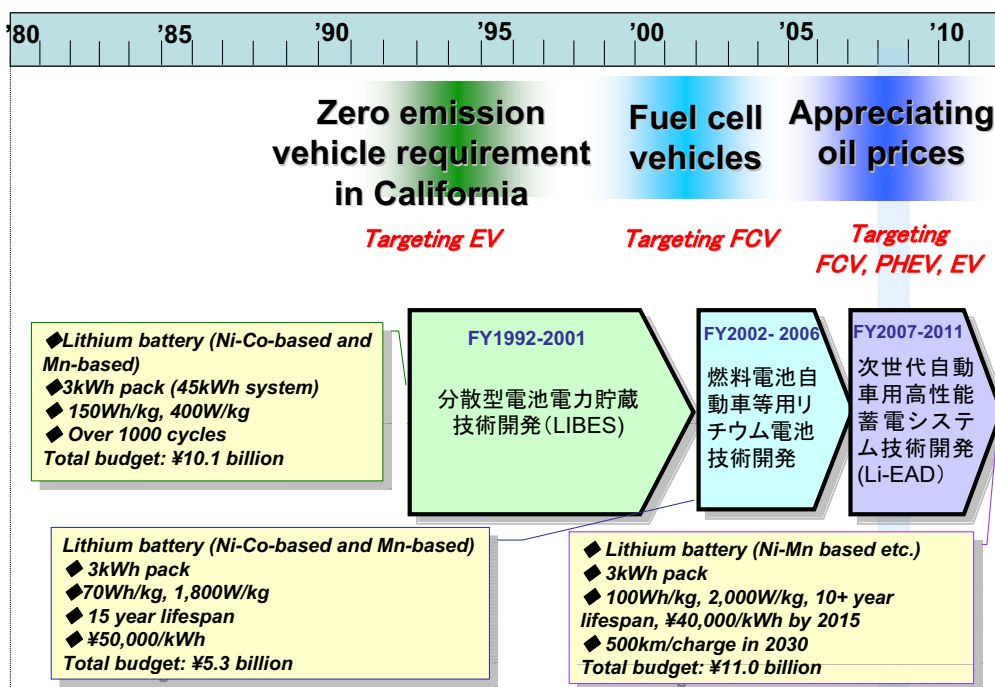 '80 '85 '90 '95 '00 '05 '10
Zero emission
vehicle requirement
in California
Fuel cell
vehicles
Appreciating
oil prices
Targeting EV
Targeting FCV
Targeting
FCV, PHEV, EV
◆Lithium battery (Ni-Co-based and
Mn-based)
◆3kWh pack (45kWh system)
◆ 150Wh/kg, 400W/kg
◆ Over 1000 cycles
Total budget: ¥10.1 billion
FY1992-2001
分散型電池電力貯蔵
技術開発(LIBES)
FY2002- 2006
燃料電池自
動車等用リ
チウム電池
技術開発
FY2007-2011
次世代自動
車用高性能
蓄電システ
ム技術開発
(Li-EAD)
Lithium battery (Ni-Co-based and Mn-based)
◆ 3kWh pack
◆70Wh/kg, 1,800W/kg
◆ 15 year lifespan
◆ ¥50,000/kWh
Total budget: ¥5.3 billion
◆ Lithium battery (Ni-Mn based etc.)
◆ 3kWh pack
◆ 100Wh/kg, 2,000W/kg, 10+ year
lifespan, ¥40,000/kWh by 2015
◆ 500km/charge in 2030
Total budget: ¥11.0 billion